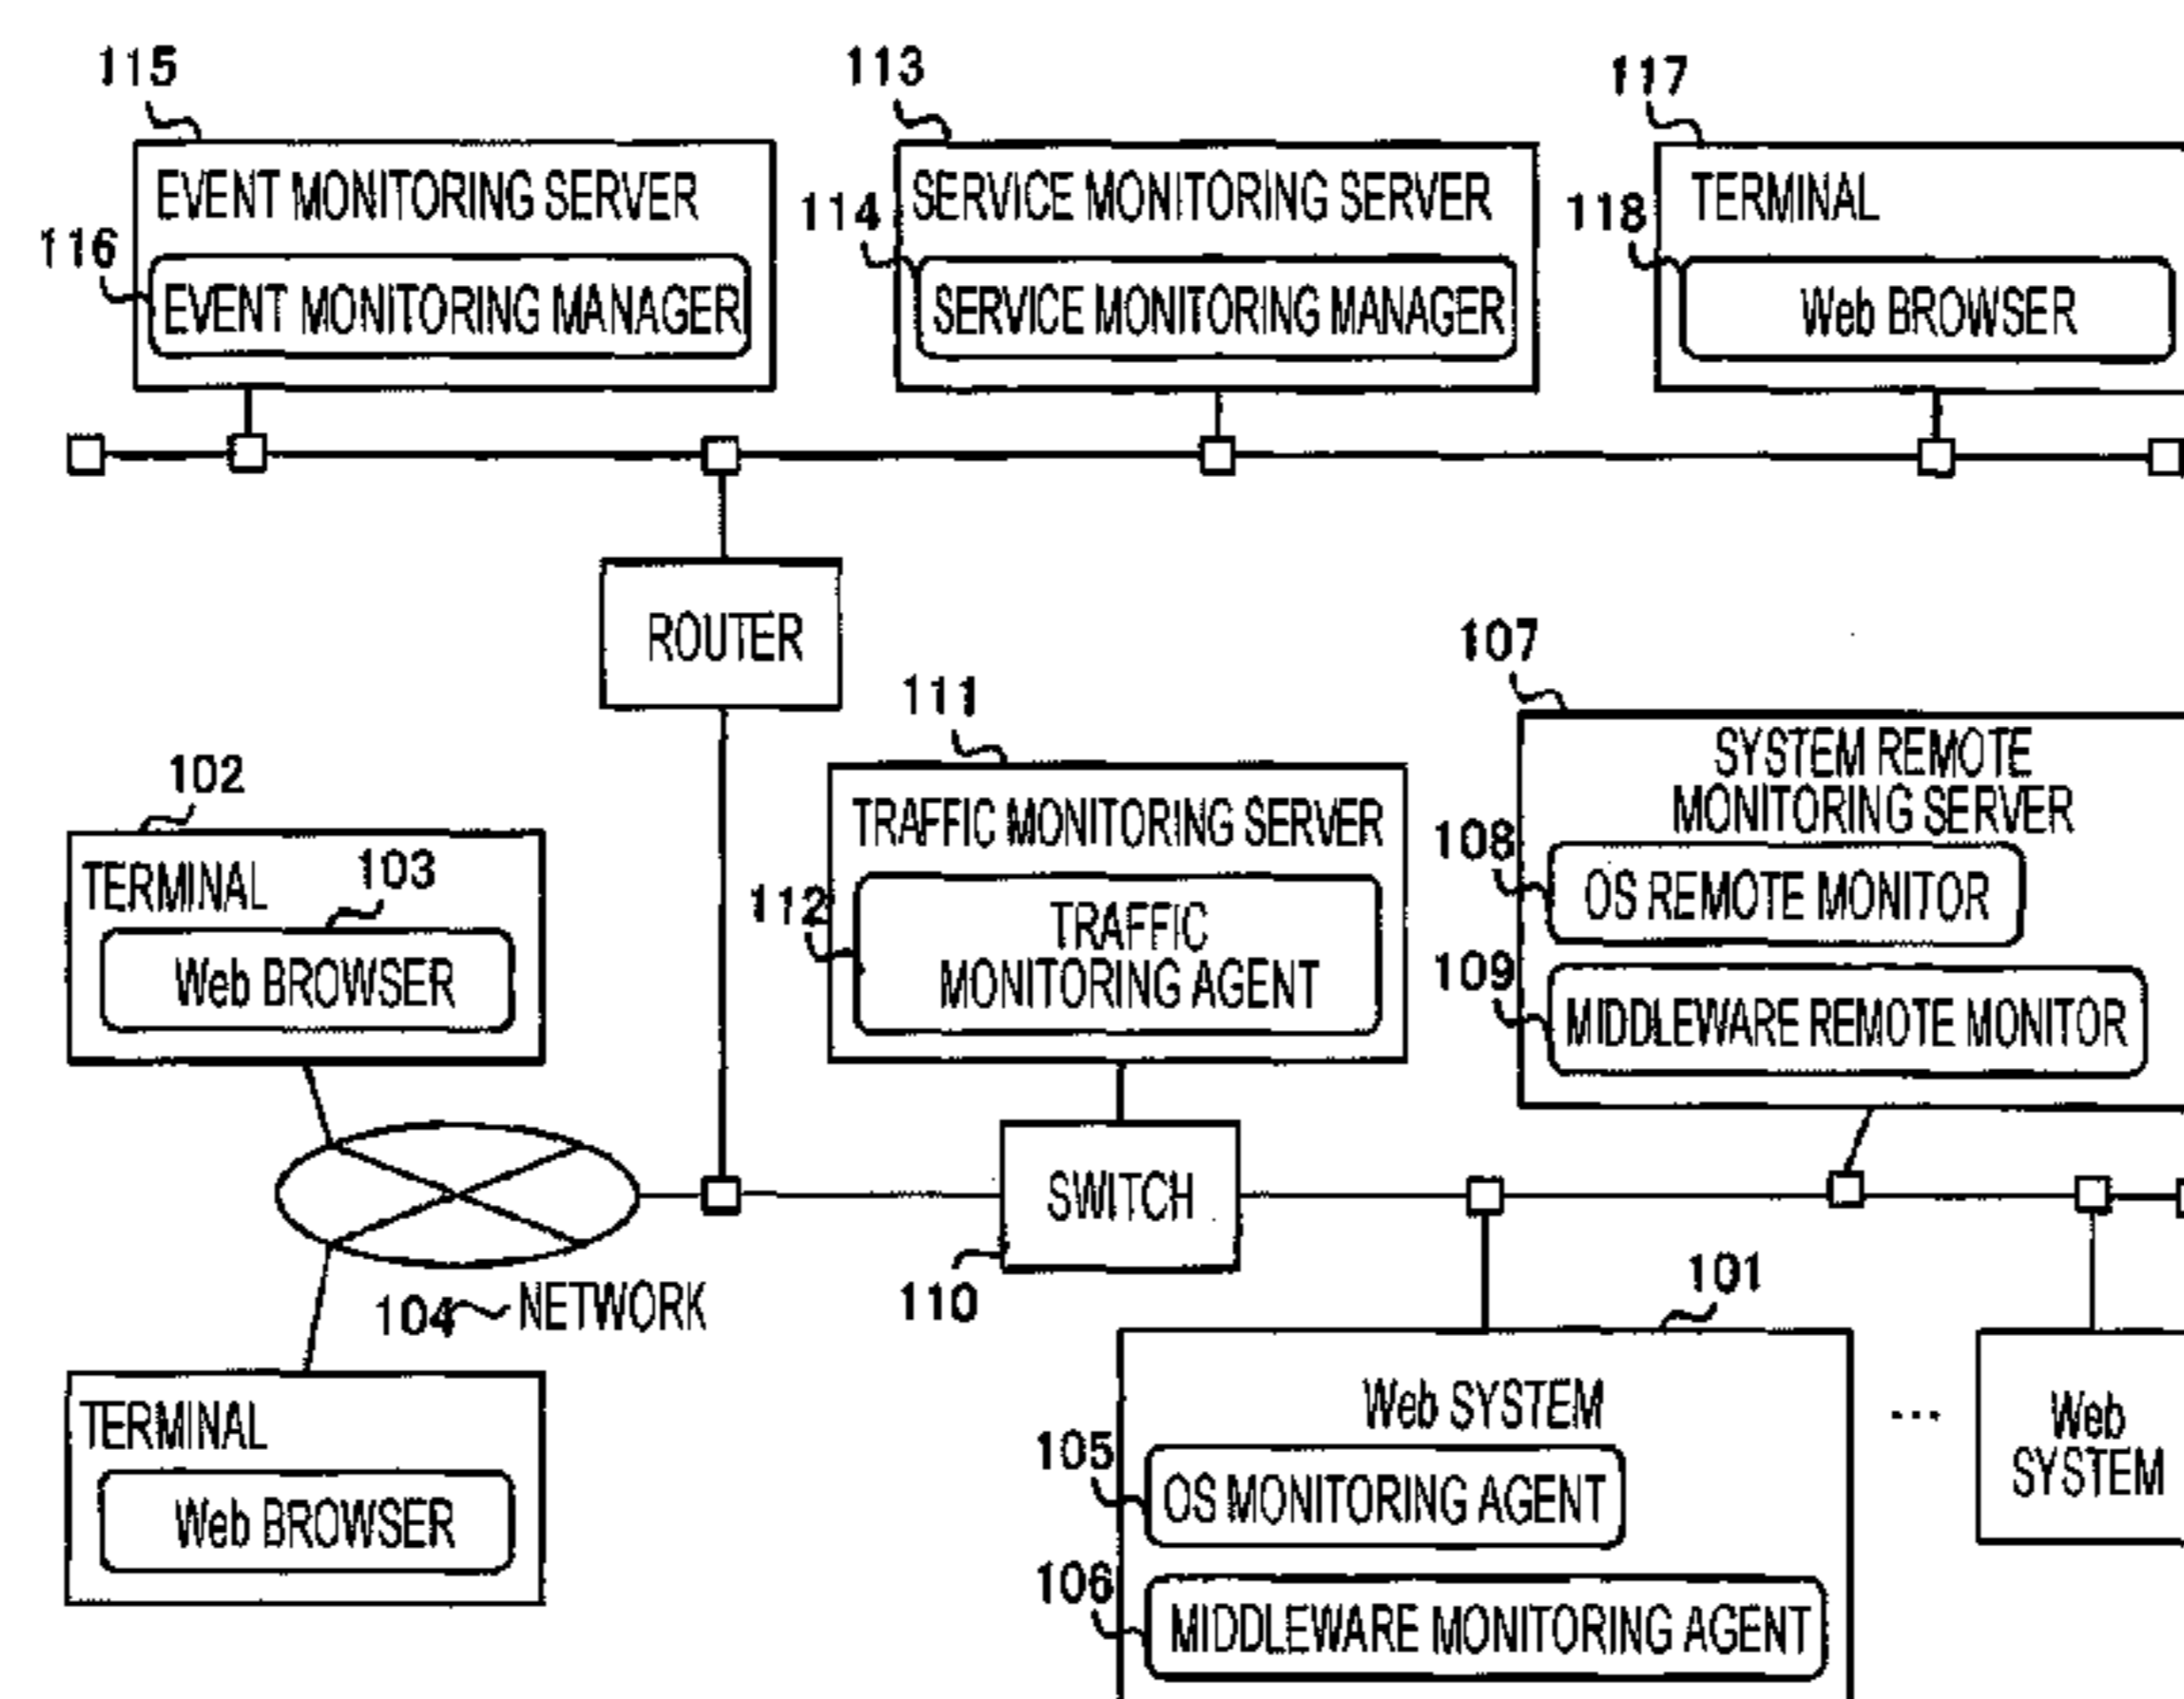 115
113
117
EVENT MONITORING SERVER
SERVICE MONITORING SERVER
TERMINAL
116
114
118
EVENT MONITORING MANAGER
SERVICE MONITORING MANAGER
Web BROWSER
ROUTER
107
111
SYSTEM REMOTE
MONITORING SERVER
102
TRAFFIC MONITORING SERVER
108
TERMINAL
103
OS REMOTE MONITOR
112
TRAFFIC
MONITORING AGENT
109
Web BROWSER
MIDDLEWARE REMOTE MONITOR
SWITCH
110
101
104
NETWORK
Web SYSTEM
...
Web
SYSTEM
TERMINAL
105
OS MONITORING AGENT
Web BROWSER
106
MIDDLEWARE MONITORING AGENT